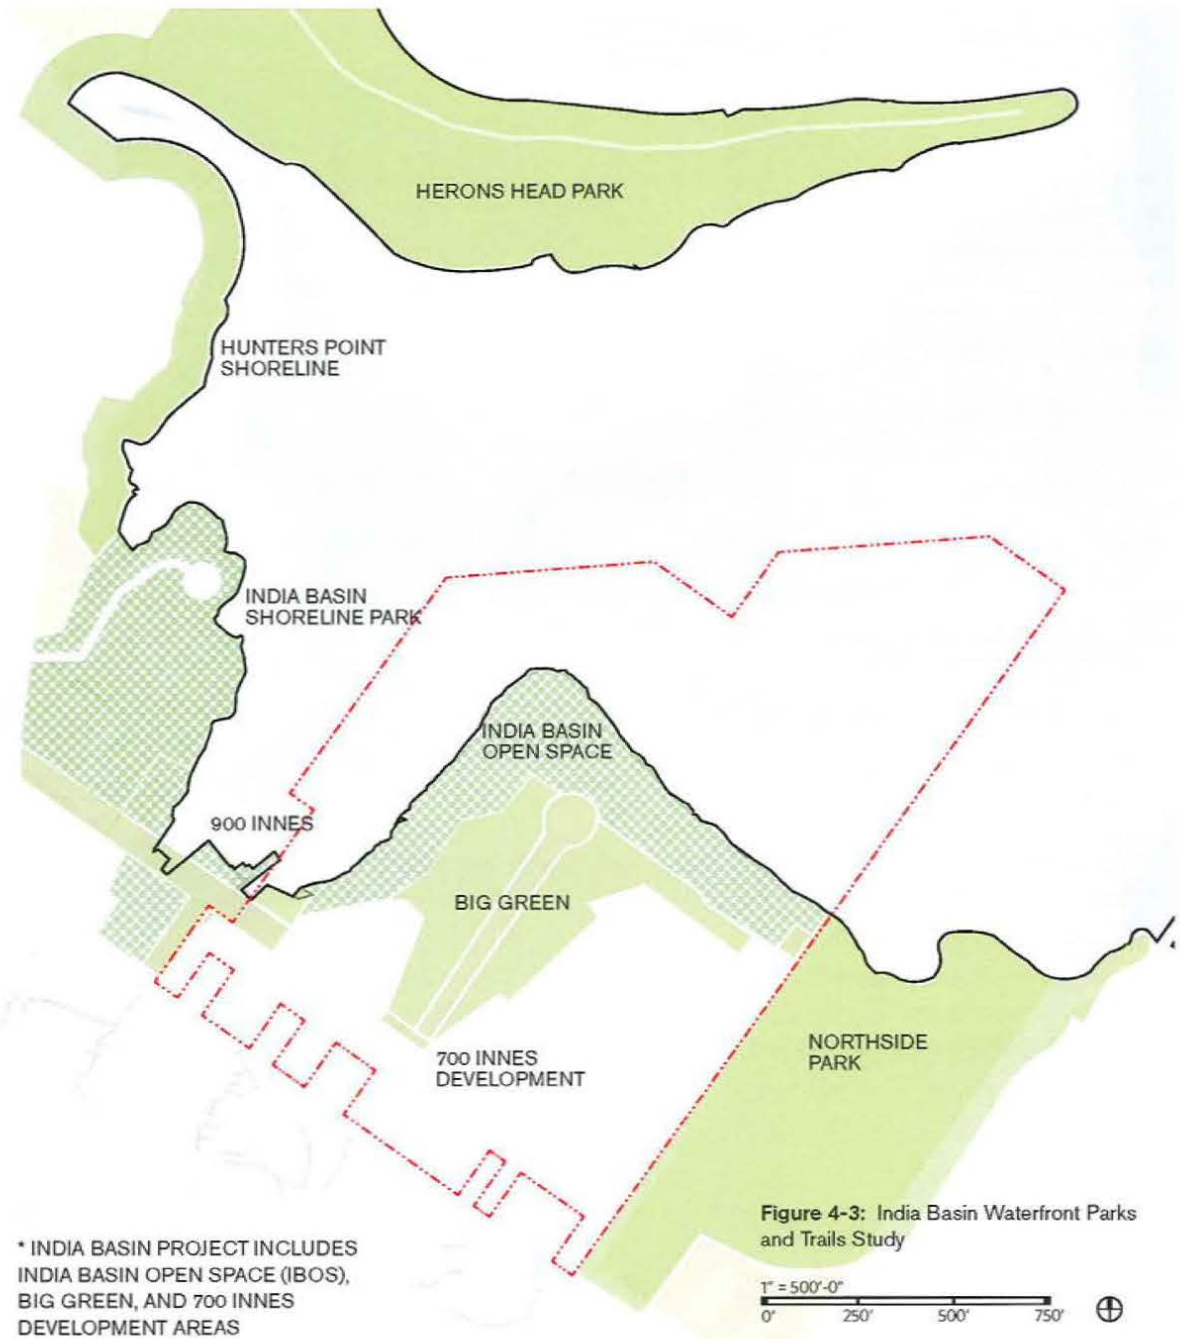 HERONS HEAD PARK
HUNTERS POINT
SHORELINE
INDIA BASIN
SHORELINE PARK
INDIA BASIN
OPEN SPACE
900 INNES
BIG GREEN
700 INNES
DEVELOPMENT
NORTHSIDE
PARK
Figure 4-3: India Basin Waterfront Parks
and Trails Study
1" = 500'-0"
0' 250' 500' 750'
* INDIA BASIN PROJECT INCLUDES
INDIA BASIN OPEN SPACE (IBOS),
BIG GREEN, AND 700 INNES
DEVELOPMENT AREAS